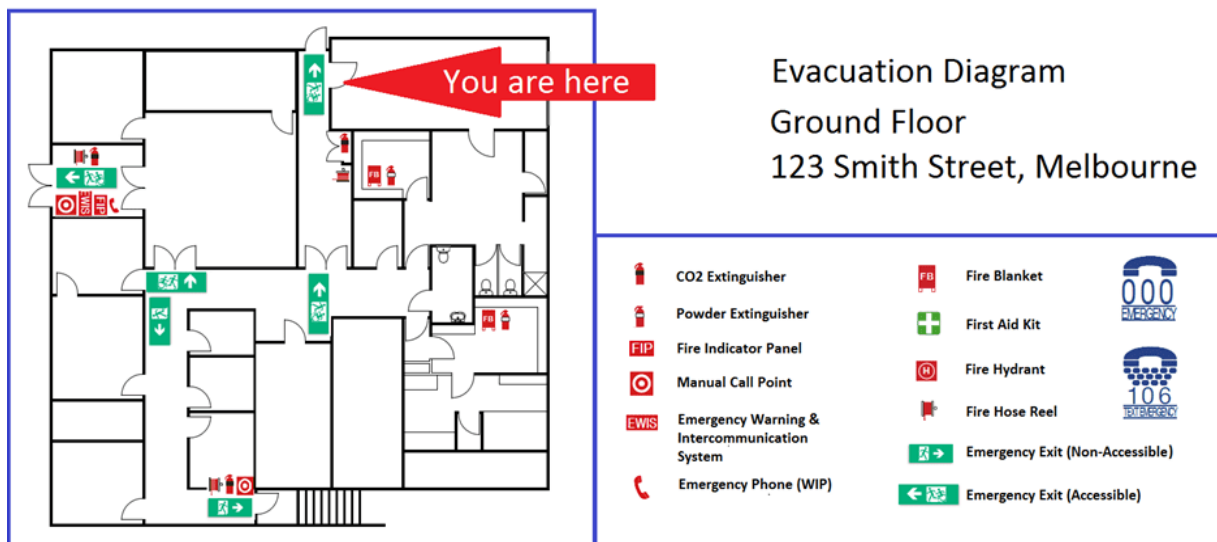 You are here
Evacuation Diagram
Ground Floor
123 Smith Street, Melbourne
FB
EWIS
FIP
FB
CO2 Extinguisher
Powder Extinguisher
FIP
Fire Indicator Panel
Manual Call Point
EWIS
Emergency Warning &
Intercommunication
System
Emergency Phone (WIP)
FB
Fire Blanket
First Aid Kit
H
Fire Hydrant
Fire Hose Reel
Emergency Exit (Non-Accessible)
Emergency Exit (Accessible)
000
EMERGENCY
106
TEXT EMERGENCY